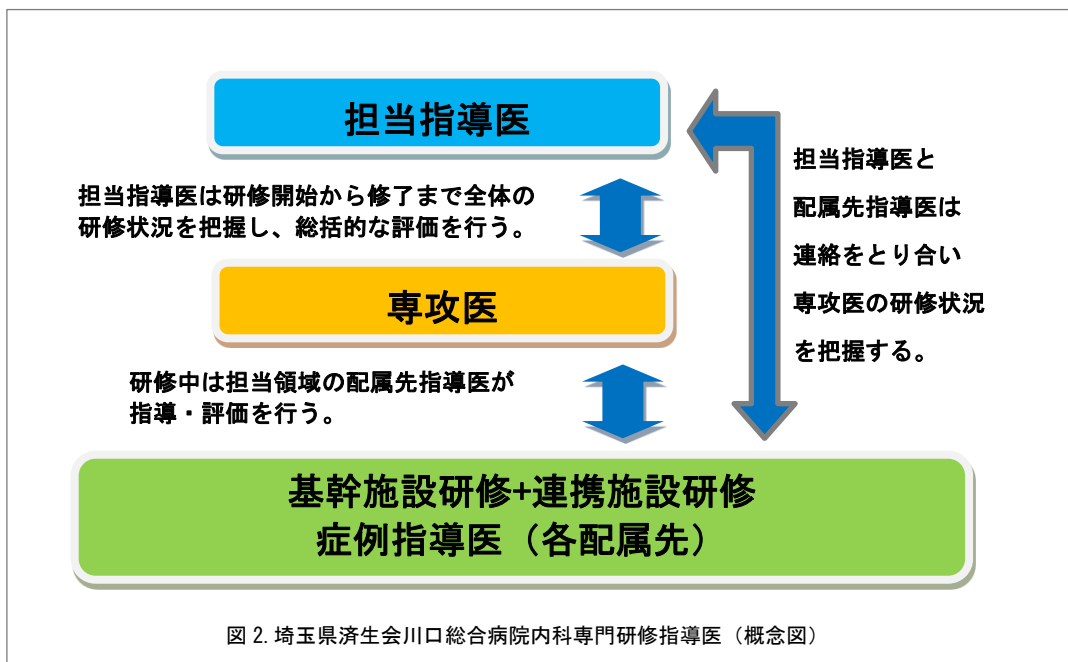 担当指導医
担当指導医は研修開始から修了まで全体の
研修状況を把握し、総括的な評価を行う。
専攻医
研修中は担当領域の配属先指導医が
指導・評価を行う。
担当指導医と
配属先指導医は
連絡をとり合い
専攻医の研修状況
を把握する。
基幹施設研修+連携施設研修
症例指導医（各配属先）
図 2. 埼玉県済生会川口総合病院内科専門研修指導医（概念図）